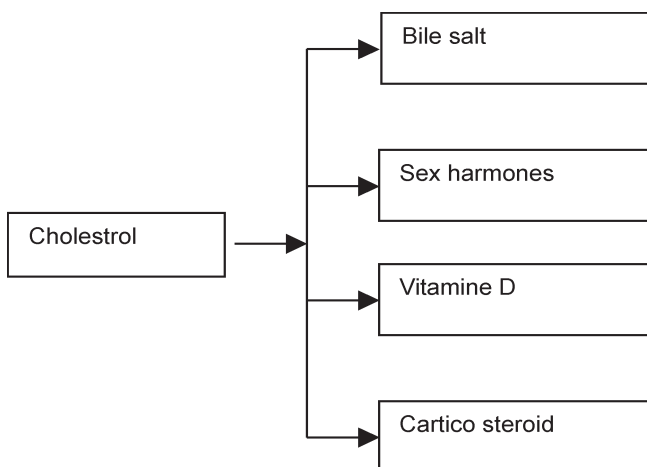 Bile salt
Sex harmones
Cholestrol
Vitamine D
Cartico steroid